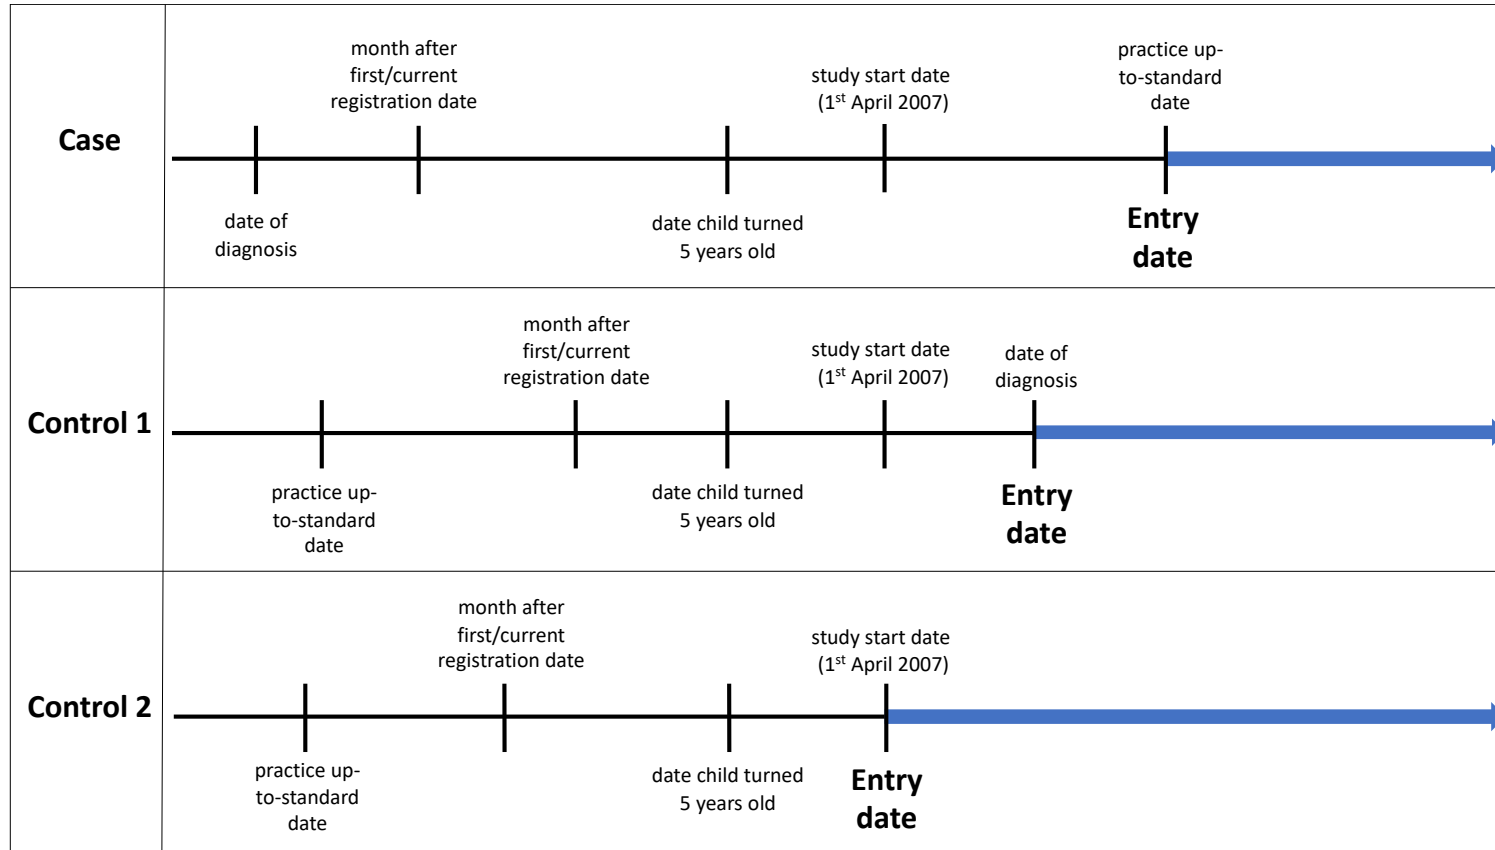 Case
month after
first/current
registration date
study start date
(1st April 2007)
practice up-
to-standard
date
date of
diagnosis
date child turned
5 years old
Entry
date
Control 1
month after
first/current
registration date
study start date
(1st April 2007)
date of
diagnosis
practice up-
to-standard
date
date child turned
5 years old
Entry
date
Control 2
month after
first/current
registration date
study start date
(1st April 2007)
practice up-
to-standard
date
date child turned
5 years old
Entry
date